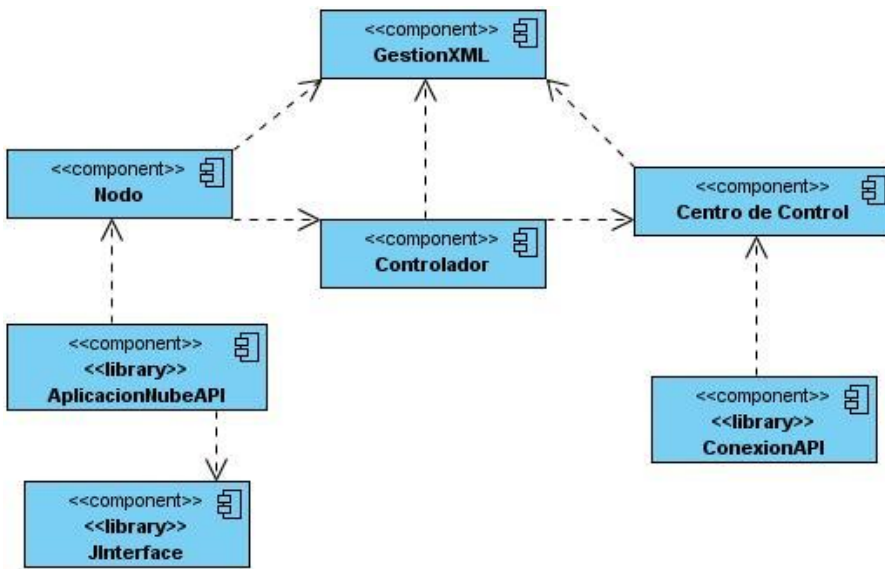 <<component>>
GestionXML
<<component>>
Nodo
<<component>>
Centro de Control
<<component>>
Controlador
<<component>>
<<library>>
AplicacionNubeAPI
<<component>>
<<library>>
ConexionAPI
<<component>>
<<library>>
JInterface